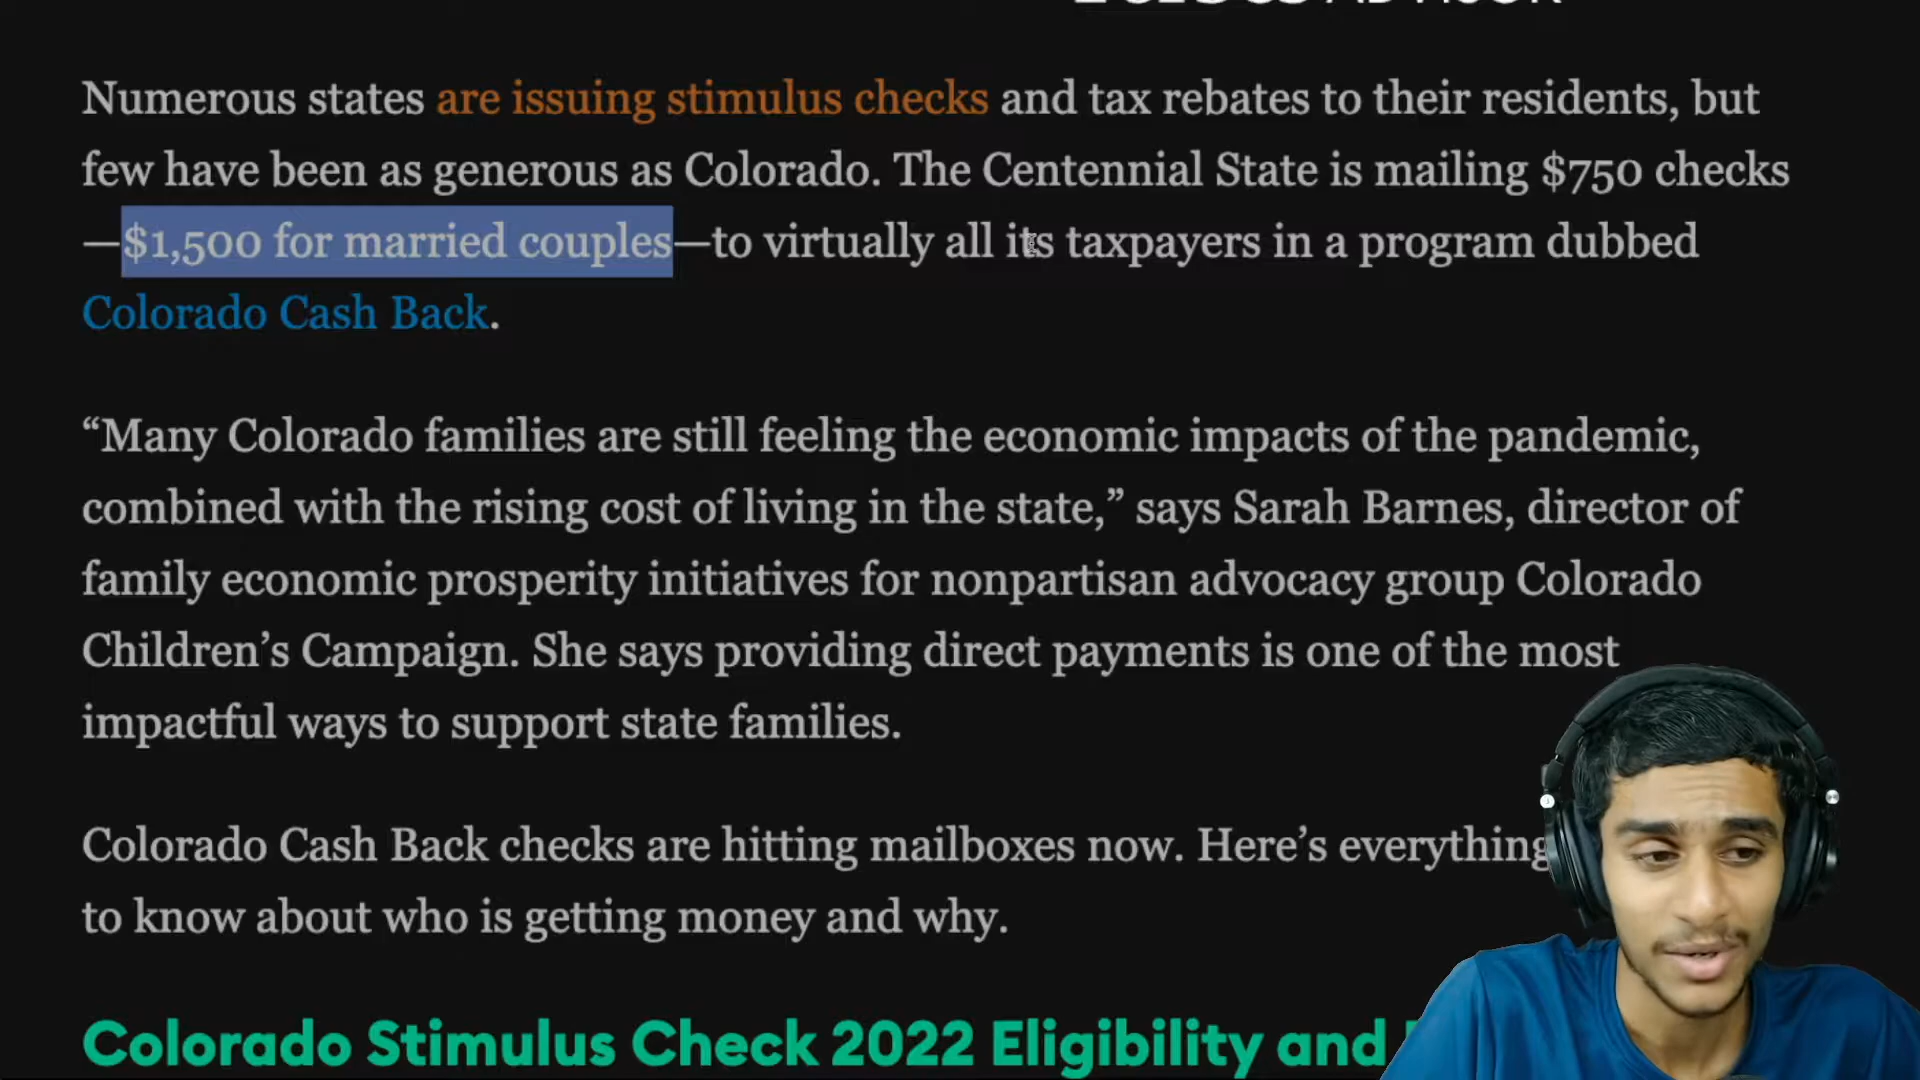 ADVISOR
Numerous states are issuing stimulus checks and tax rebates to their residents, but
few have been as generous as Colorado. The Centennial State is mailing $750 checks
—$1,500 for married couples—to virtually all its taxpayers in a program dubbed
Colorado Cash Back.
“Many Colorado families are still feeling the economic impacts of the pandemic,
combined with the rising cost of living in the state,” says Sarah Barnes, director of
family economic prosperity initiatives for nonpartisan advocacy group Colorado
Children’s Campaign. She says providing direct payments is one of the most
impactful ways to support state families.
Colorado Cash Back checks are hitting mailboxes now. Here’s everything
to know about who is getting money and why.
Colorado Stimulus Check 2022 Eligibility and